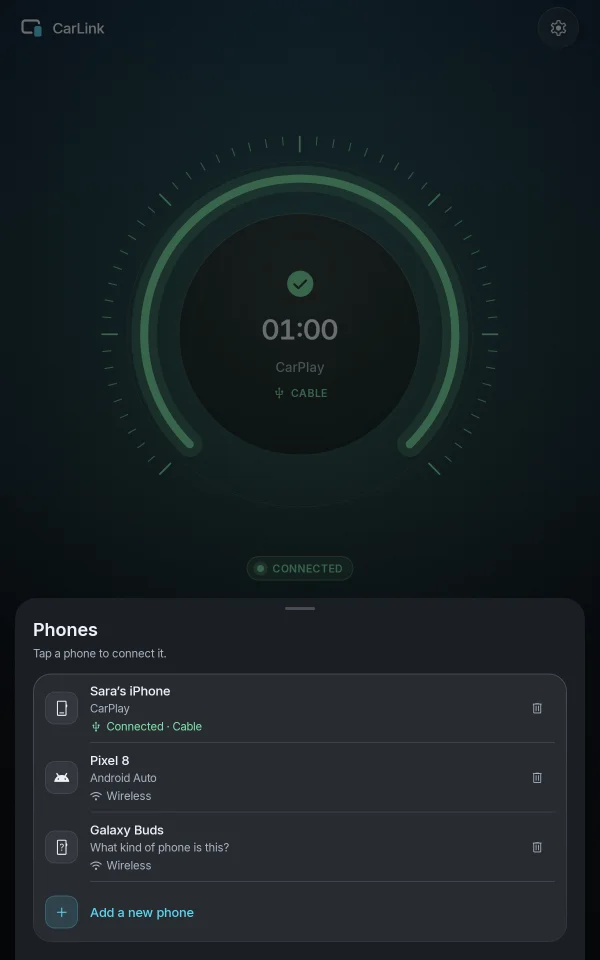 CarLink
01:00
CarPlay
CABLE
CONNECTED
Phones
Tap a phone to connect it.
Sara's iPhone
CarPlay
Connected · Cable
Pixel 8
Android Auto
Wireless
Galaxy Buds
What kind of phone is this?
Wireless
Add a new phone